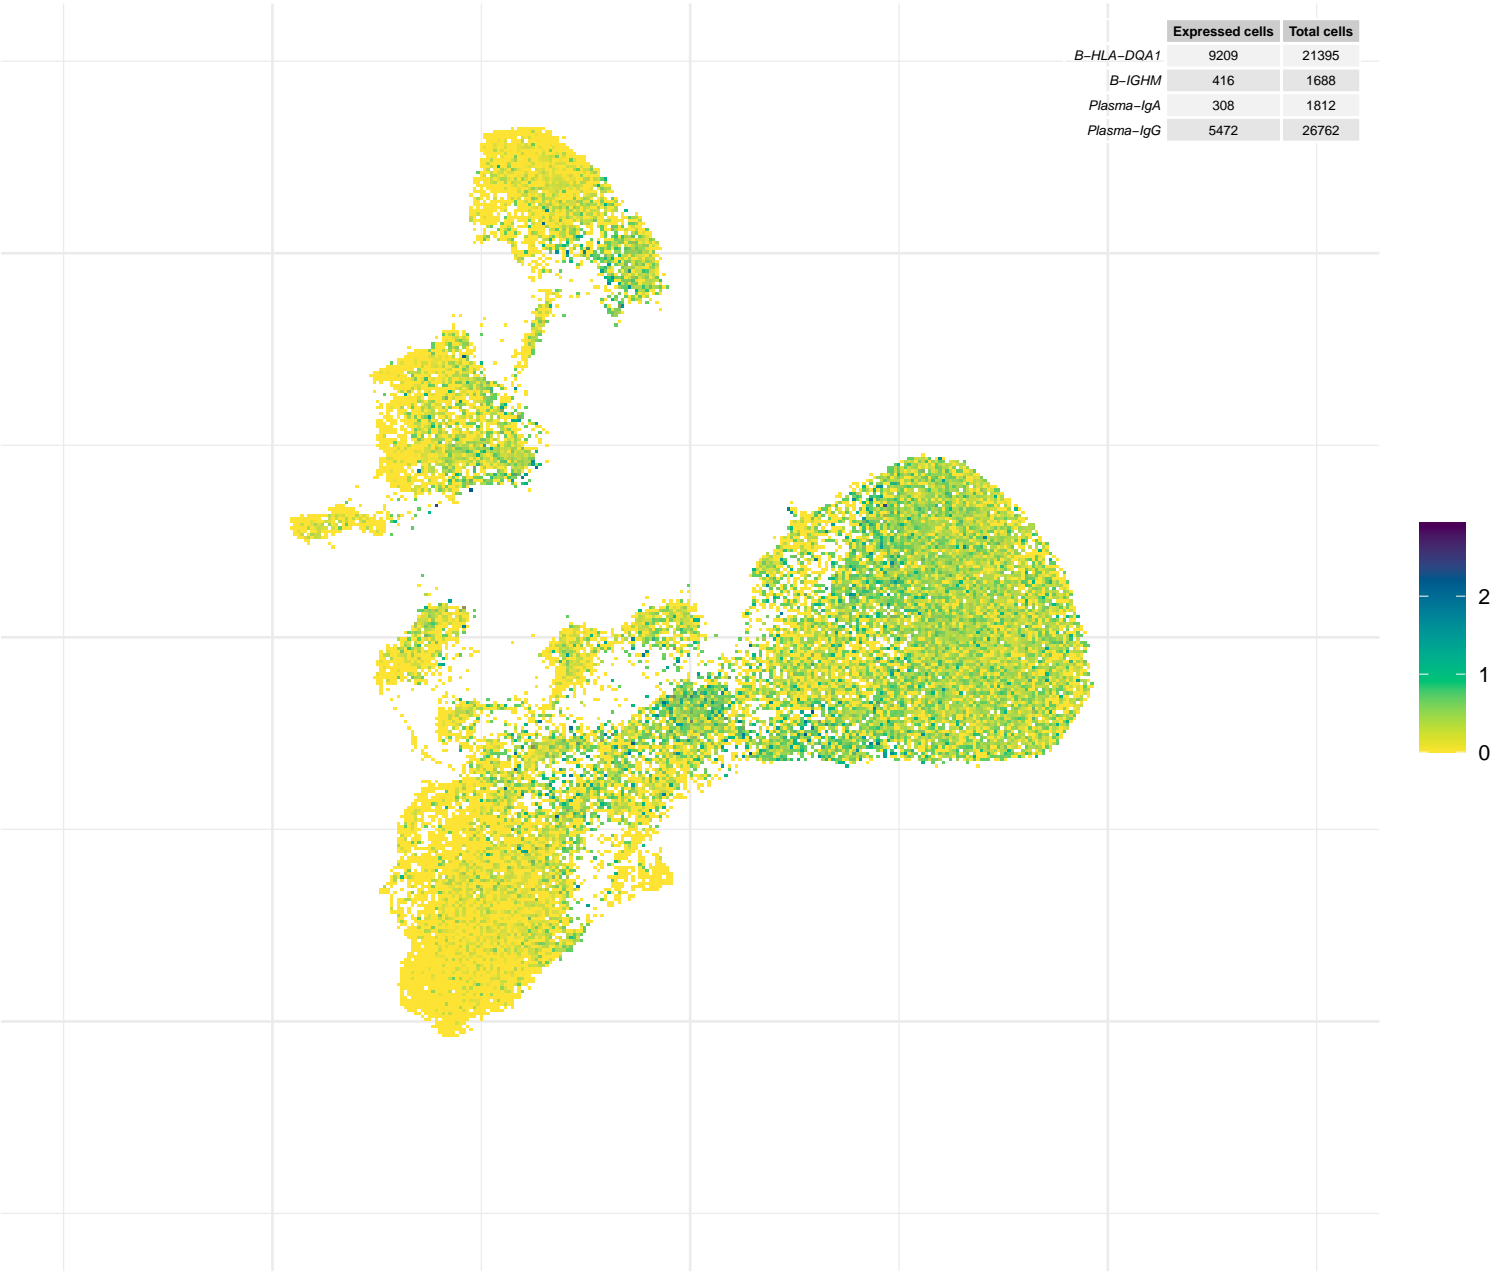 Expressed cells Total cells
B−HLA−DQA1 9209 21395
B−IGHM 416 1688
Plasma−IgA 308 1812
Plasma−IgG 5472 26762
2
1
0